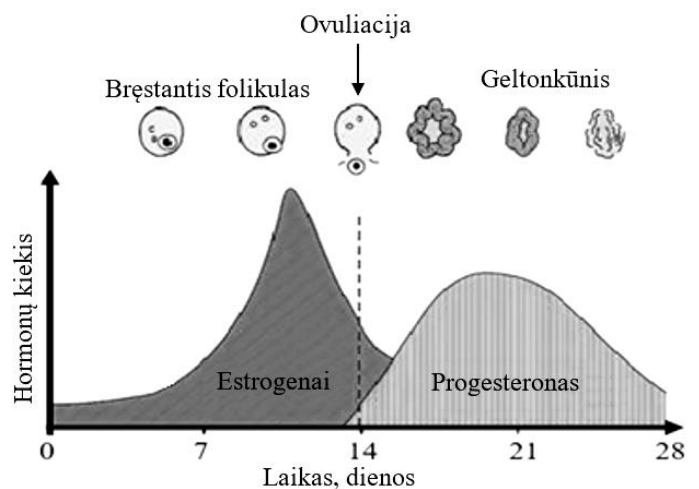 Ovuliacija
Bręstantis folikulas
Geltonkūnis
Hormonų kiekis
Estrogenai
Progesteronas
0 7 14 21 28
Laikas, dienos